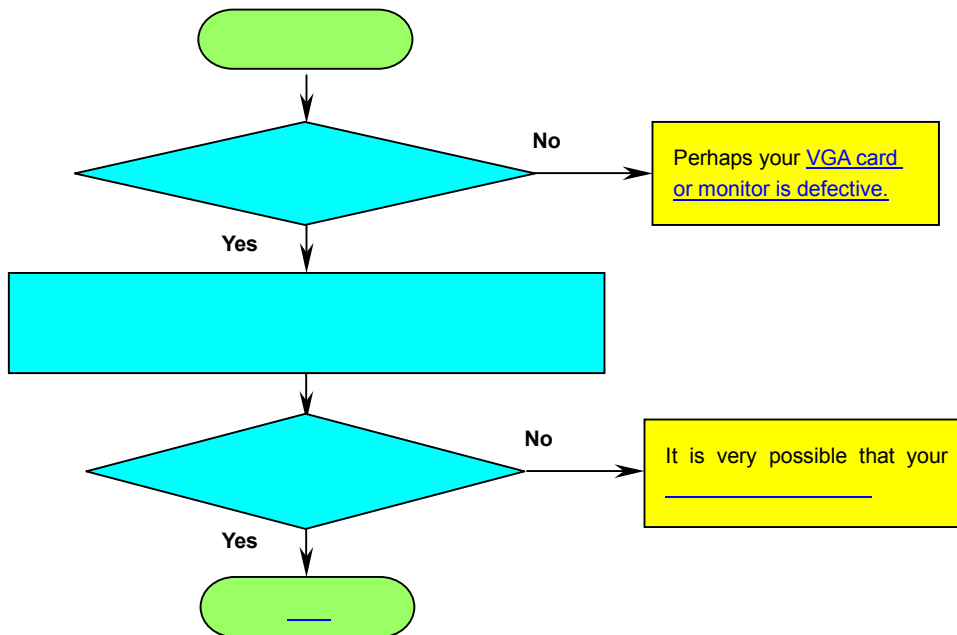 No
Perhaps your VGA card
or monitor is defective.
Yes
No
It is very possible that your
Yes